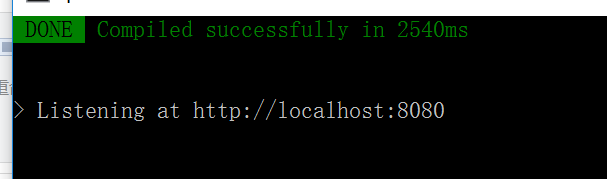 DONE Compiled successfully in 2540ms
> Listening at http://localhost:8080